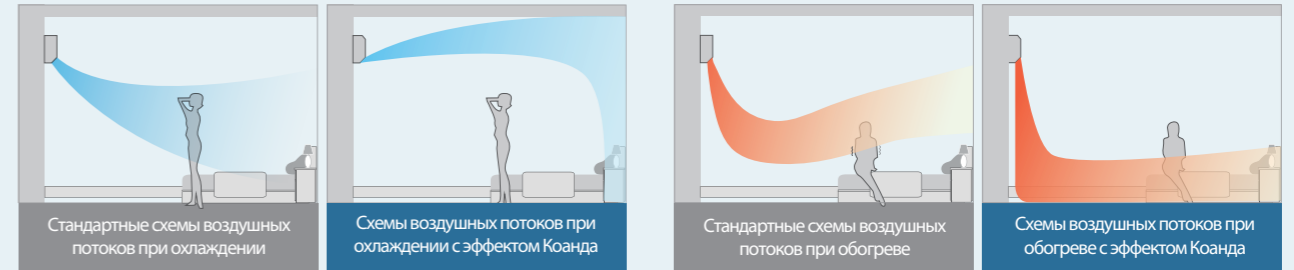 Стандартные схемы воздушных
потоков при охлаждении
Схемы воздушных потоков при
охлаждении с эффектом Коанда
Стандартные схемы воздушных
потоков при обогреве
Схемы воздушных потоков при
обогреве с эффектом Коанда